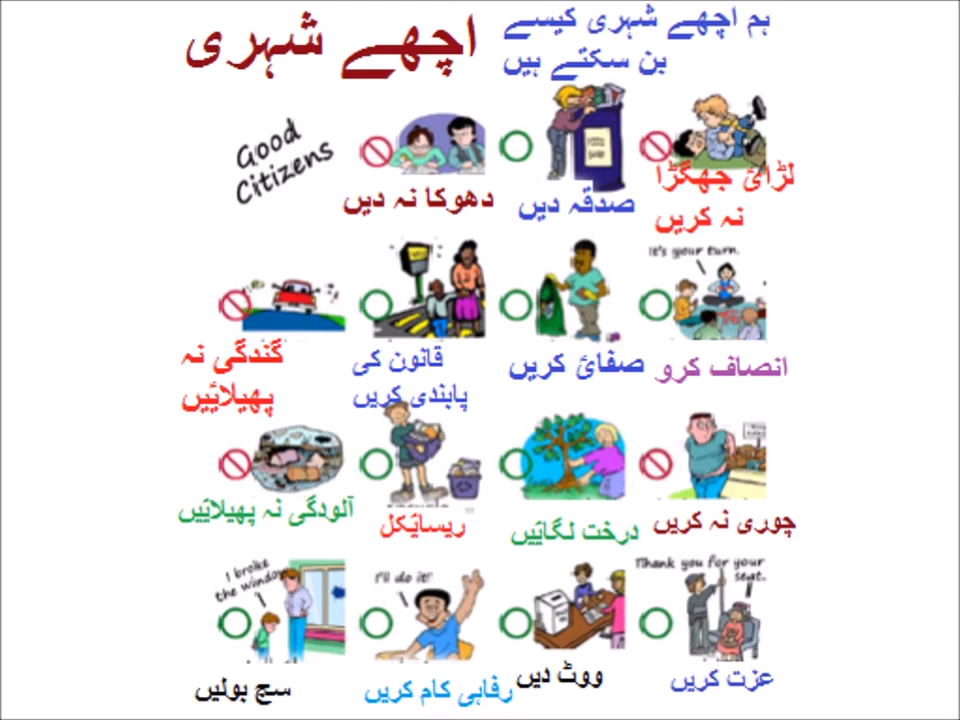 ہم اچھے شہری کیسے
بن سکتے ہیں
اچھے شہری
Good
Citizens
لڑائ جھگڑا
نہ کریں
صدقہ دیں
دھوکا نہ دیں
It's your turn.
انصاف کرو
صفائ کریں
قانون کی
پابندی کریں
گندگی نہ
پھیلائیں
چوری نہ کریں
درخت لگائیں
ریسائکل
آلودگی نہ پھیلائیں
Thank you for your
seat.
I'll do it!
I broke
the window
عزت کریں
ووٹ دیں
رفاہی کام کریں
سچ بولیں